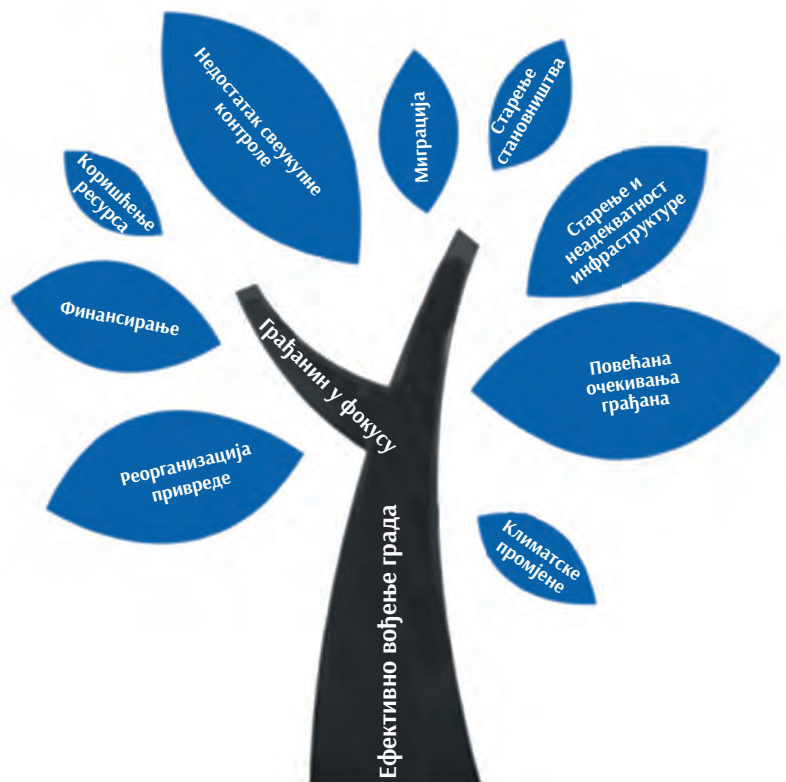 Недостатак свеукупне
контроле
Миграција
Старење
становништва
Коришћење
ресурса
Старење и
неадекватност
инфраструктуре
Финансирање
Грађанин у фокусу
Повећана
очекивања
грађана
Реорганизација
привреде
Климатске
промјене
Ефективно вођење града